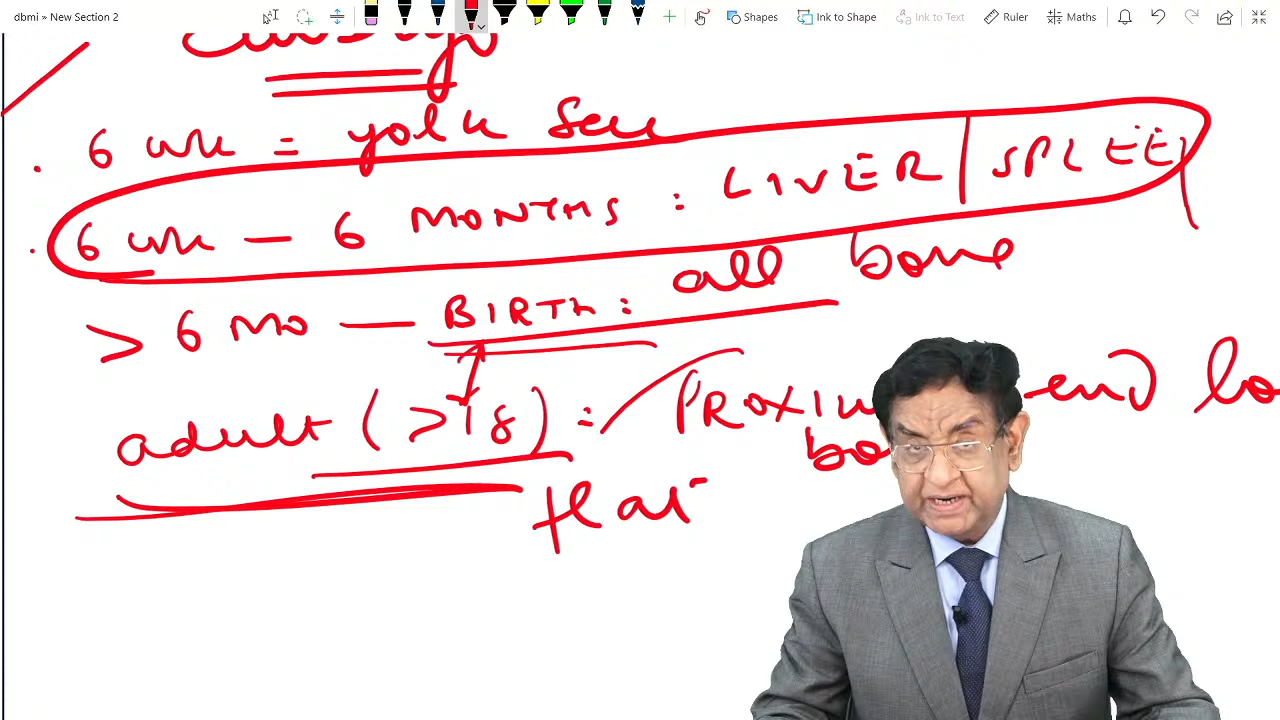 dbmi » New Section 2
Shapes
Ink to Shape
Ink to Text
Ruler
Maths
. 6 wk = yolk Sac
. 6 wk — 6 MONTHS : LIVER | SPLEE
> 6 MO — BIRTH : all bone
adult (>18) : PROXIM end lo
bo
flat